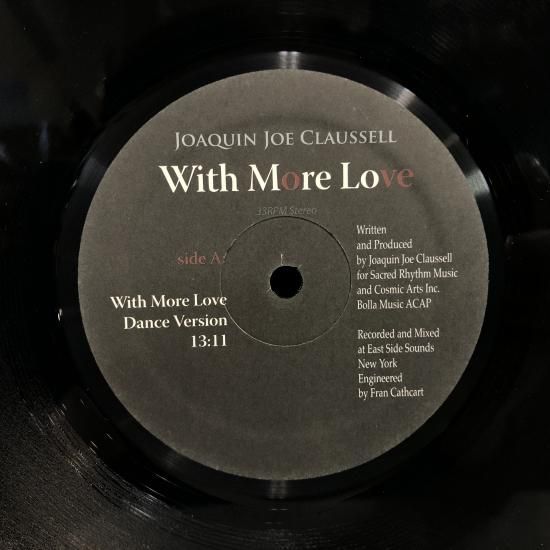 JOAQUIN JOE CLAUSSELL
With More Love
33RPM Stereo
side A:
With More Love
Dance Version
13:11
Written
and Produced
by Joaquin Joe Claussell
for Sacred Rhythm Music
and Cosmic Arts Inc.
Bolla Music ACAP
Recorded and Mixed
at East Side Sounds
New York
Engineered
by Fran Cathcart